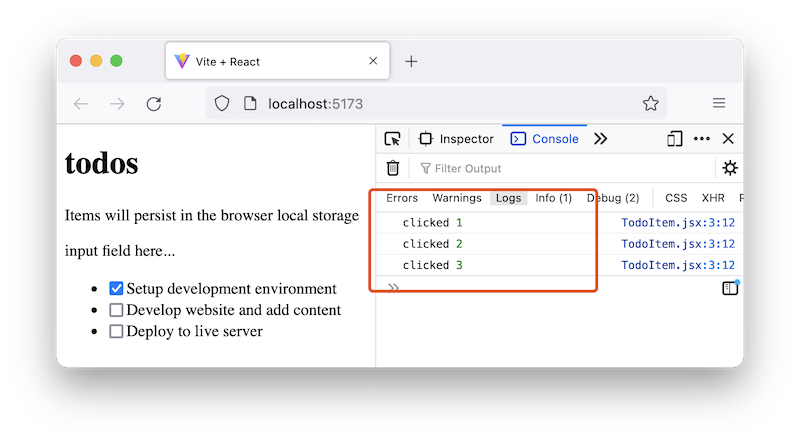 Vite + React
localhost:5173
todos
Items will persist in the browser local storage
input field here...
Setup development environment
Develop website and add content
Deploy to live server
Inspector Console
Filter Output
Errors Warnings Logs Info (1) Debug (2) CSS XHR
clicked 1 TodoItem.jsx:3:12
clicked 2 TodoItem.jsx:3:12
clicked 3 TodoItem.jsx:3:12